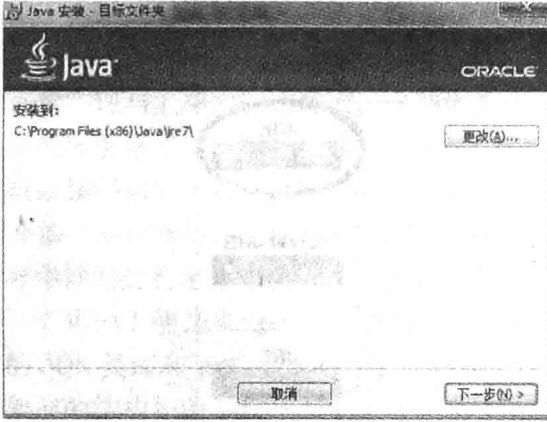 Java 安装 - 目标文件夹
Java
ORACLE
安装到:
C:\Program Files (x86)\Java\jre7\
更改(A)...
取消
下一步(N) >